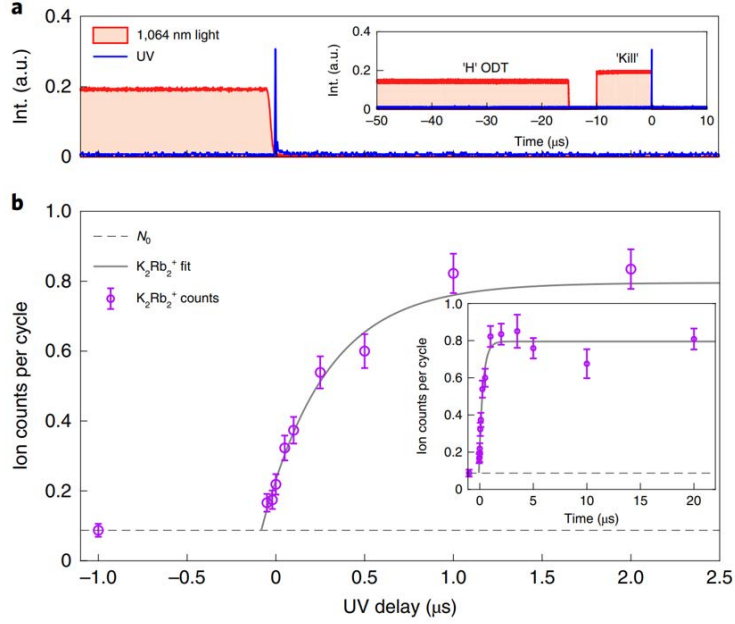 a
Int. (a.u.)
0.4
0.2
0
1,064 nm light
UV
Int. (a.u.)
0.4
0.2
0
'H' ODT
'Kill'
−50 −40 −30 −20 −10 0 10
Time (μs)
b
Ion counts per cycle
1.0
0.8
0.6
0.4
0.2
0
N₀
K₂Rb₂⁺ fit
K₂Rb₂⁺ counts
Ion counts per cycle
1.0
0.8
0.6
0.4
0.2
0
−1 0 5 10 15 20
Time (μs)
−1.0 −0.5 0 0.5 1.0 1.5 2.0 2.5
UV delay (μs)